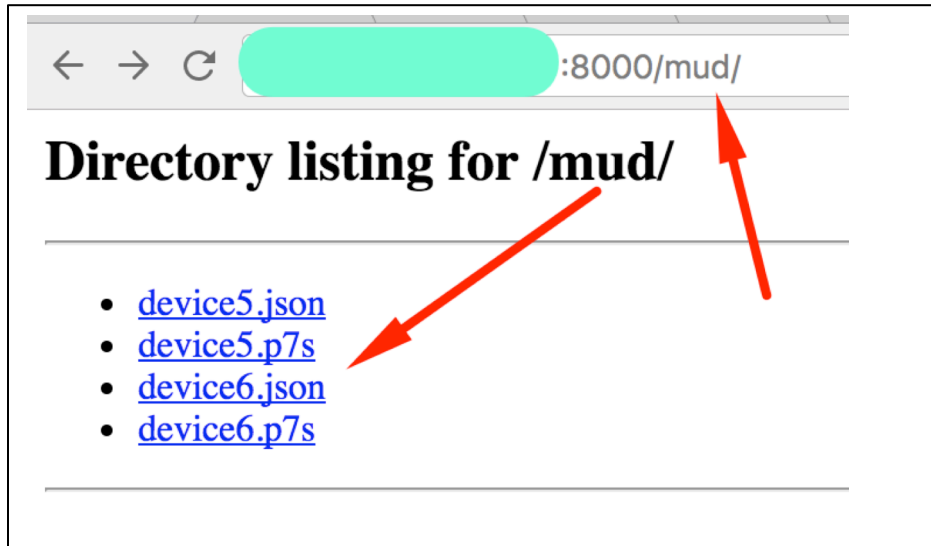 :8000/mud/
Directory listing for /mud/
device5.json
device5.p7s
device6.json
device6.p7s